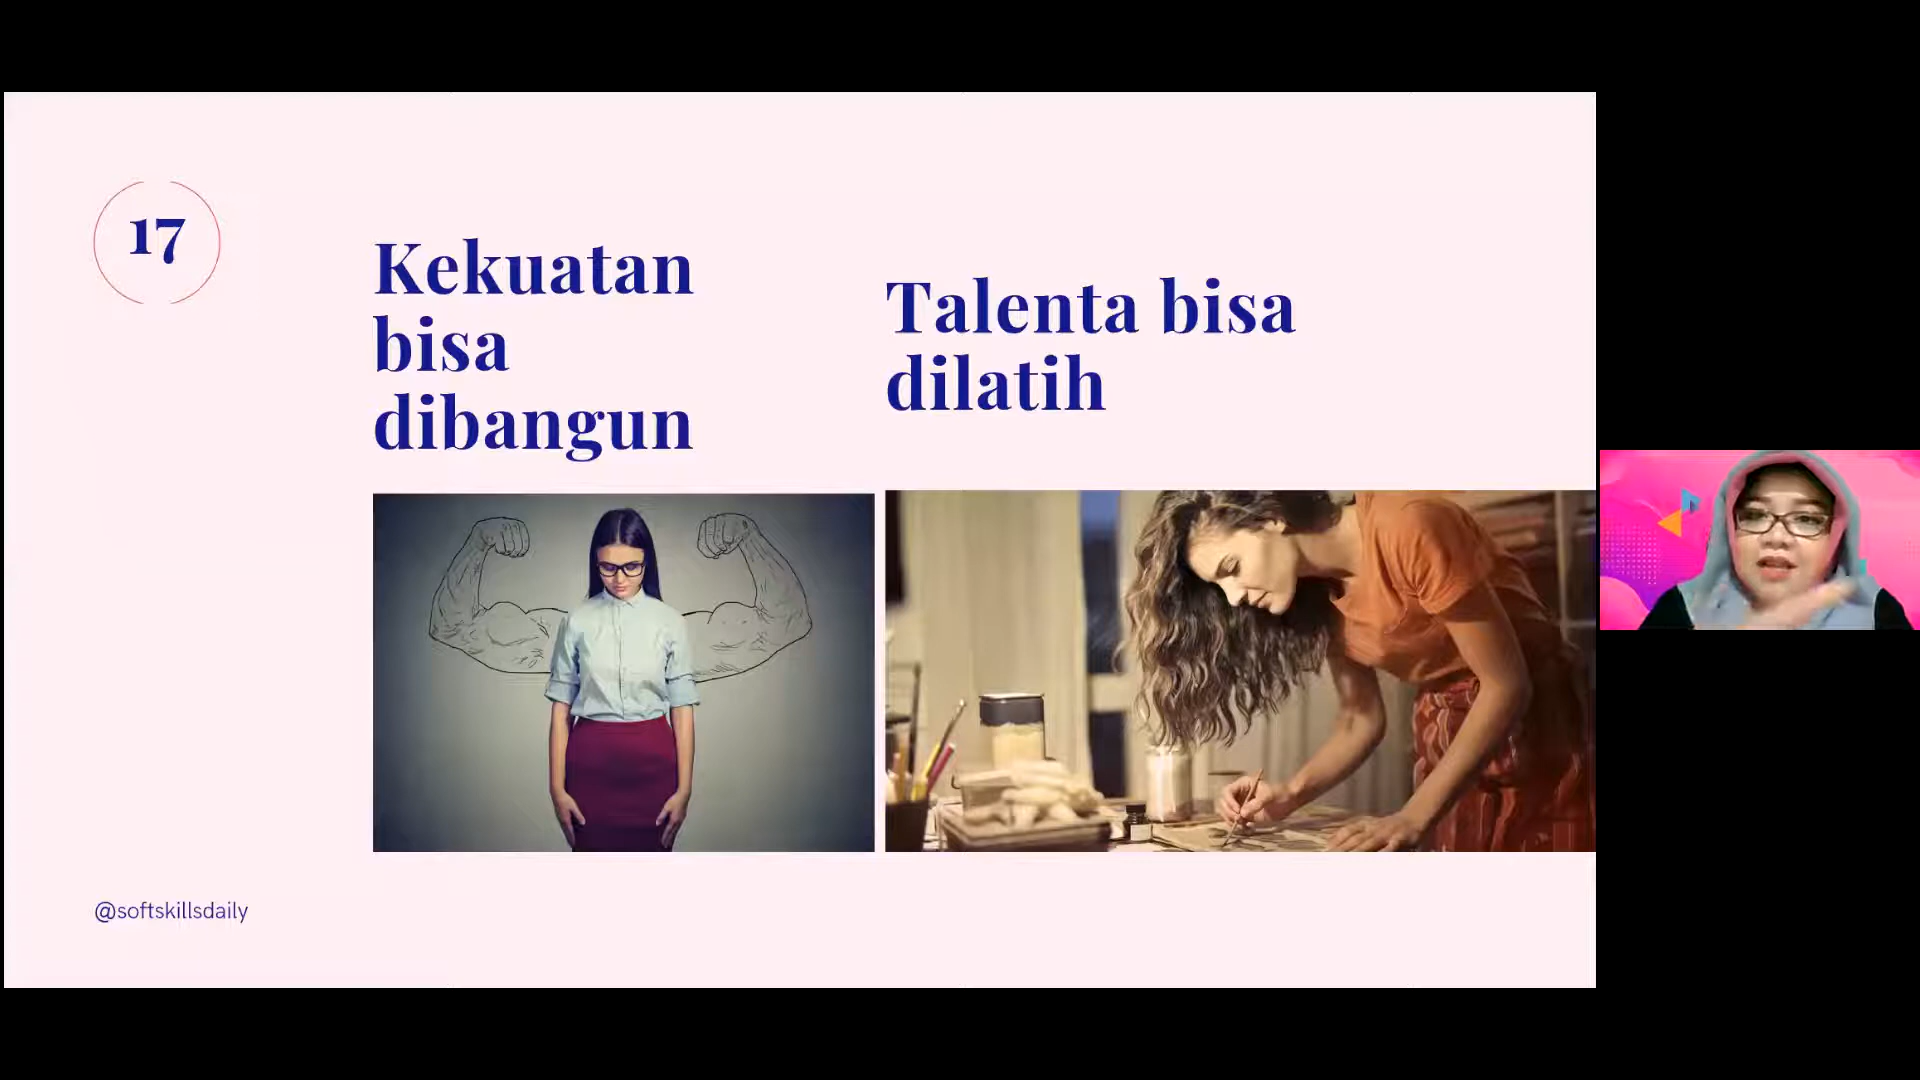 17
Kekuatan
bisa
dibangun
Talenta bisa
dilatih
@softskillsdaily